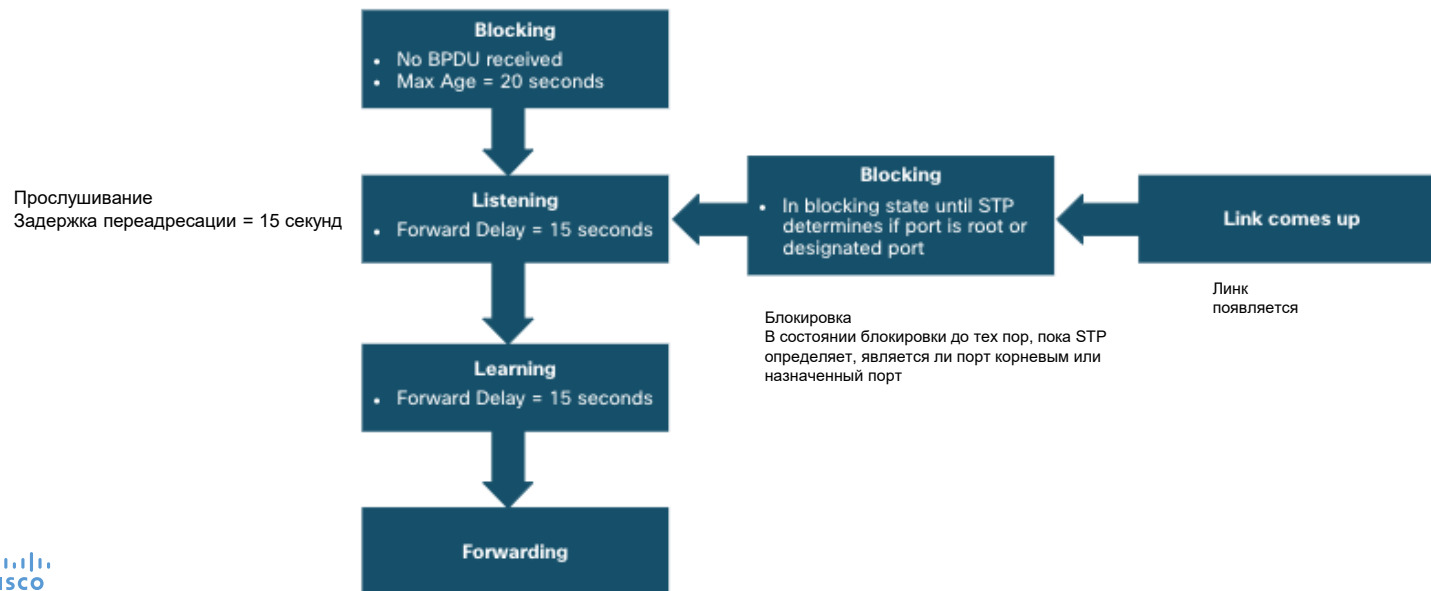 Blocking
• No BPDU received
• Max Age = 20 seconds
Прослушивание
Задержка переадресации = 15 секунд
Listening
• Forward Delay = 15 seconds
Blocking
• In blocking state until STP
determines if port is root or
designated port
Link comes up
Линк
появляется
Блокировка
В состоянии блокировки до тех пор, пока STP
определяет, является ли порт корневым или
назначенный порт
Learning
• Forward Delay = 15 seconds
Forwarding
ısco